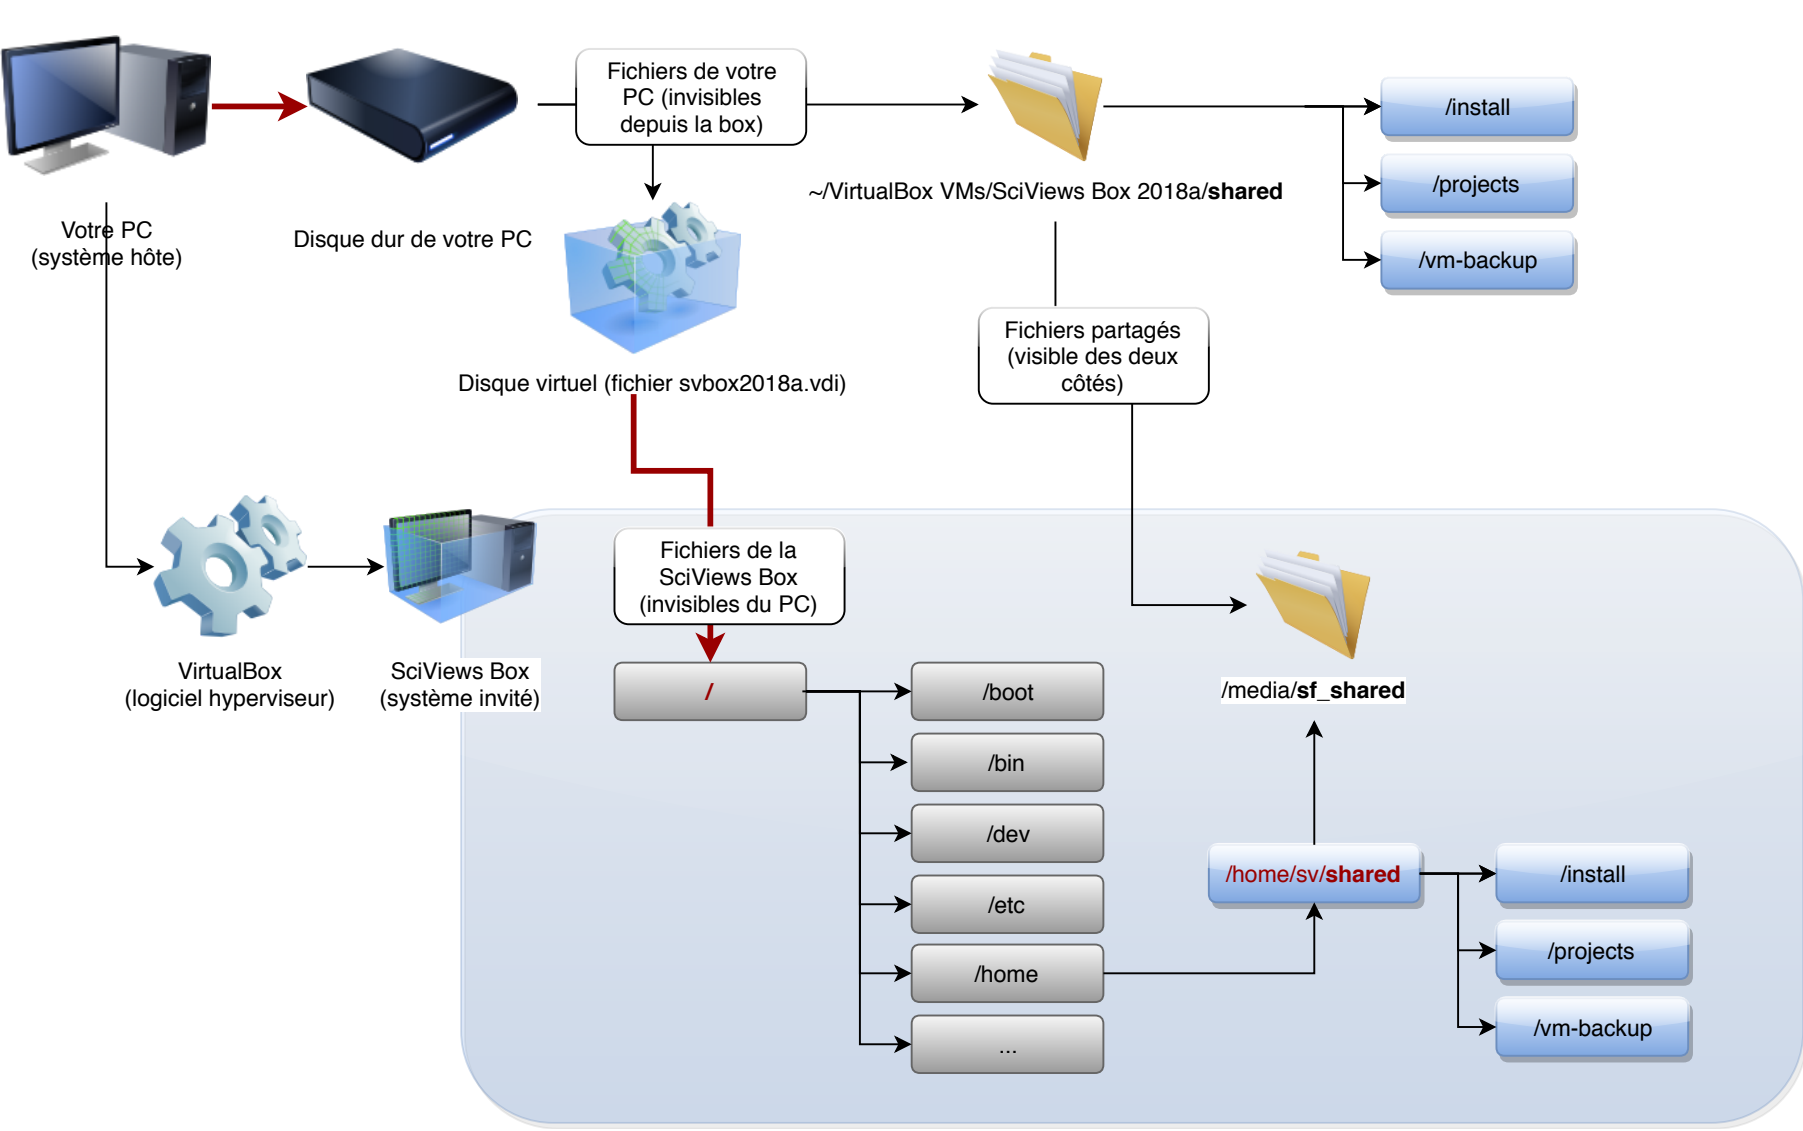 Fichiers de votre
PC (invisibles
depuis la box)
/install
/projects
/vm-backup
~/VirtualBox VMs/SciViews Box 2018a/shared
Votre PC
(système hôte)
Disque dur de votre PC
Fichiers partagés
(visible des deux
côtés)
Disque virtuel (fichier svbox2018a.vdi)
Fichiers de la
SciViews Box
(invisibles du PC)
VirtualBox
(logiciel hyperviseur)
SciViews Box
(système invité)
/
/boot
/bin
/dev
/etc
/home
...
/media/sf_shared
/home/sv/shared
/install
/projects
/vm-backup